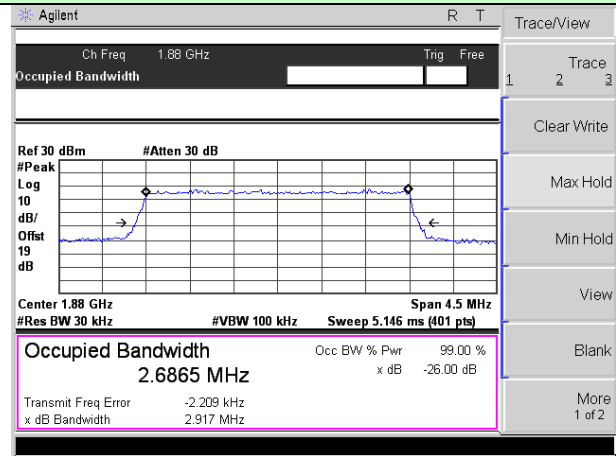 Agilent R T Trace/View
Ch Freq 1.88 GHz Trig Free
Occupied Bandwidth
Trace
1 2 3
Clear Write
Ref 30 dBm #Atten 30 dB
#Peak
Log
10
dB/
Offst
19
dB
Max Hold
Min Hold
View
Center 1.88 GHz Span 4.5 MHz
#Res BW 30 kHz #VBW 100 kHz Sweep 5.146 ms (401 pts)
Occupied Bandwidth
2.6865 MHz
Occ BW % Pwr 99.00 %
x dB -26.00 dB
Transmit Freq Error -2.209 kHz
x dB Bandwidth 2.917 MHz
Blank
More
1 of 2